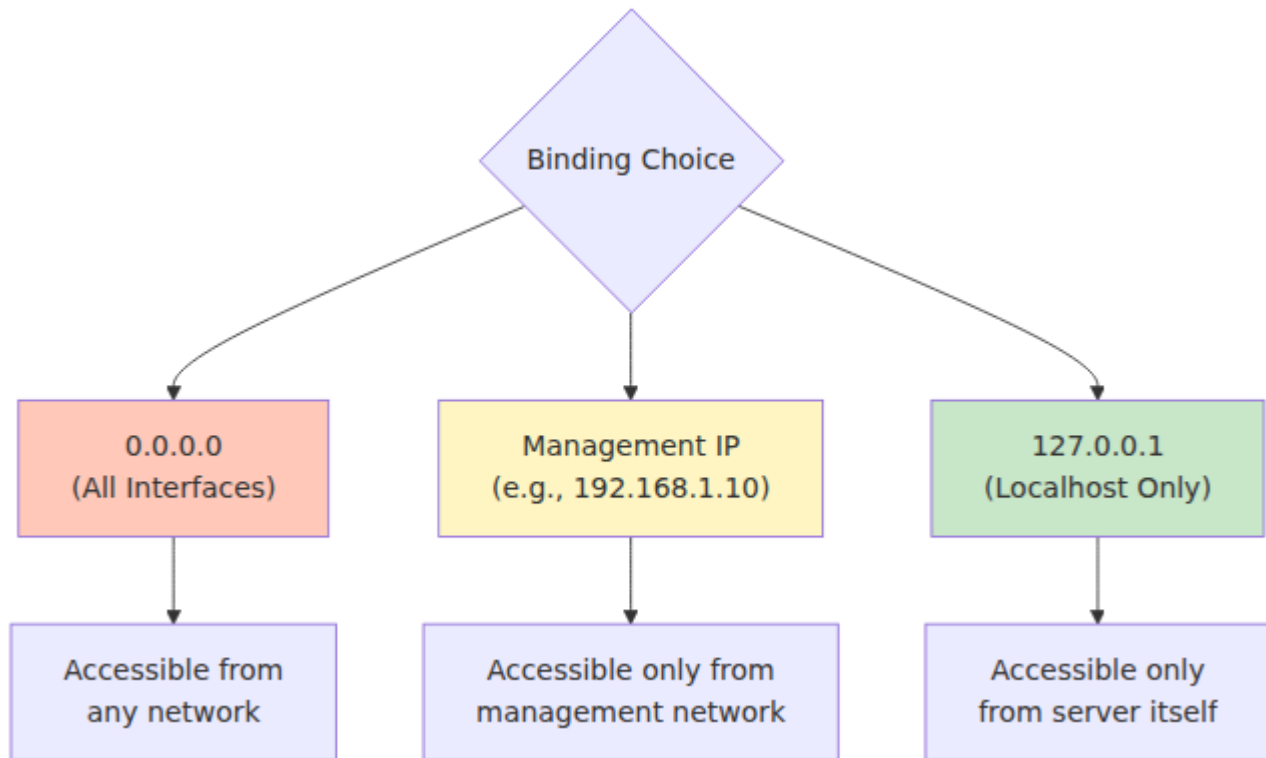 Binding Choice
0.0.0.0
(All Interfaces)
Management IP
(e.g., 192.168.1.10)
127.0.0.1
(Localhost Only)
Accessible from
any network
Accessible only from
management network
Accessible only
from server itself